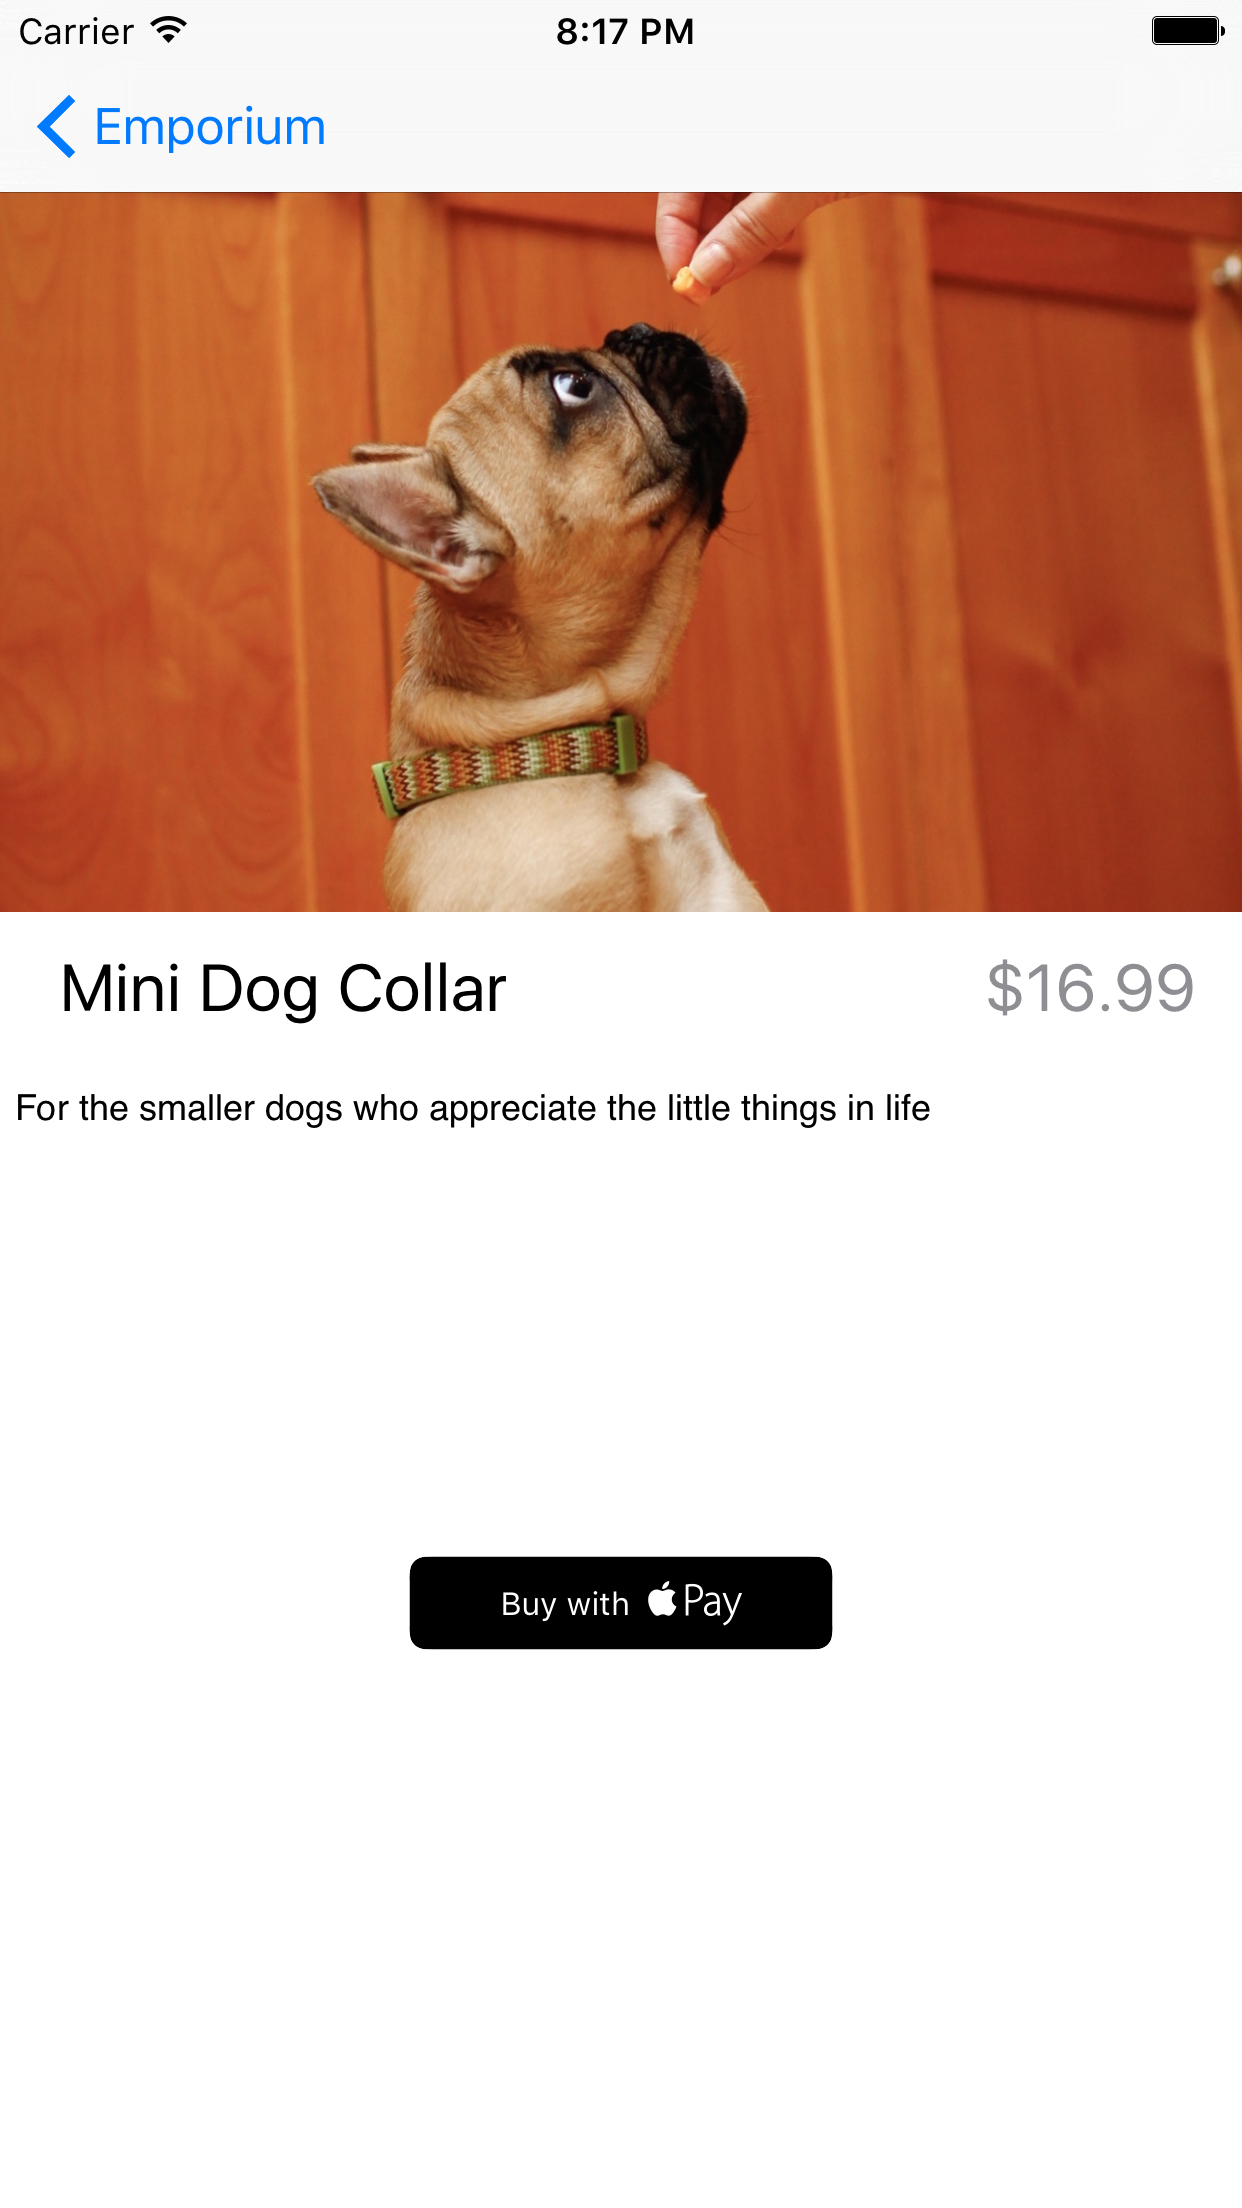 Carrier 8:17 PM
Emporium
Mini Dog Collar $16.99
For the smaller dogs who appreciate the little things in life
Buy with Pay